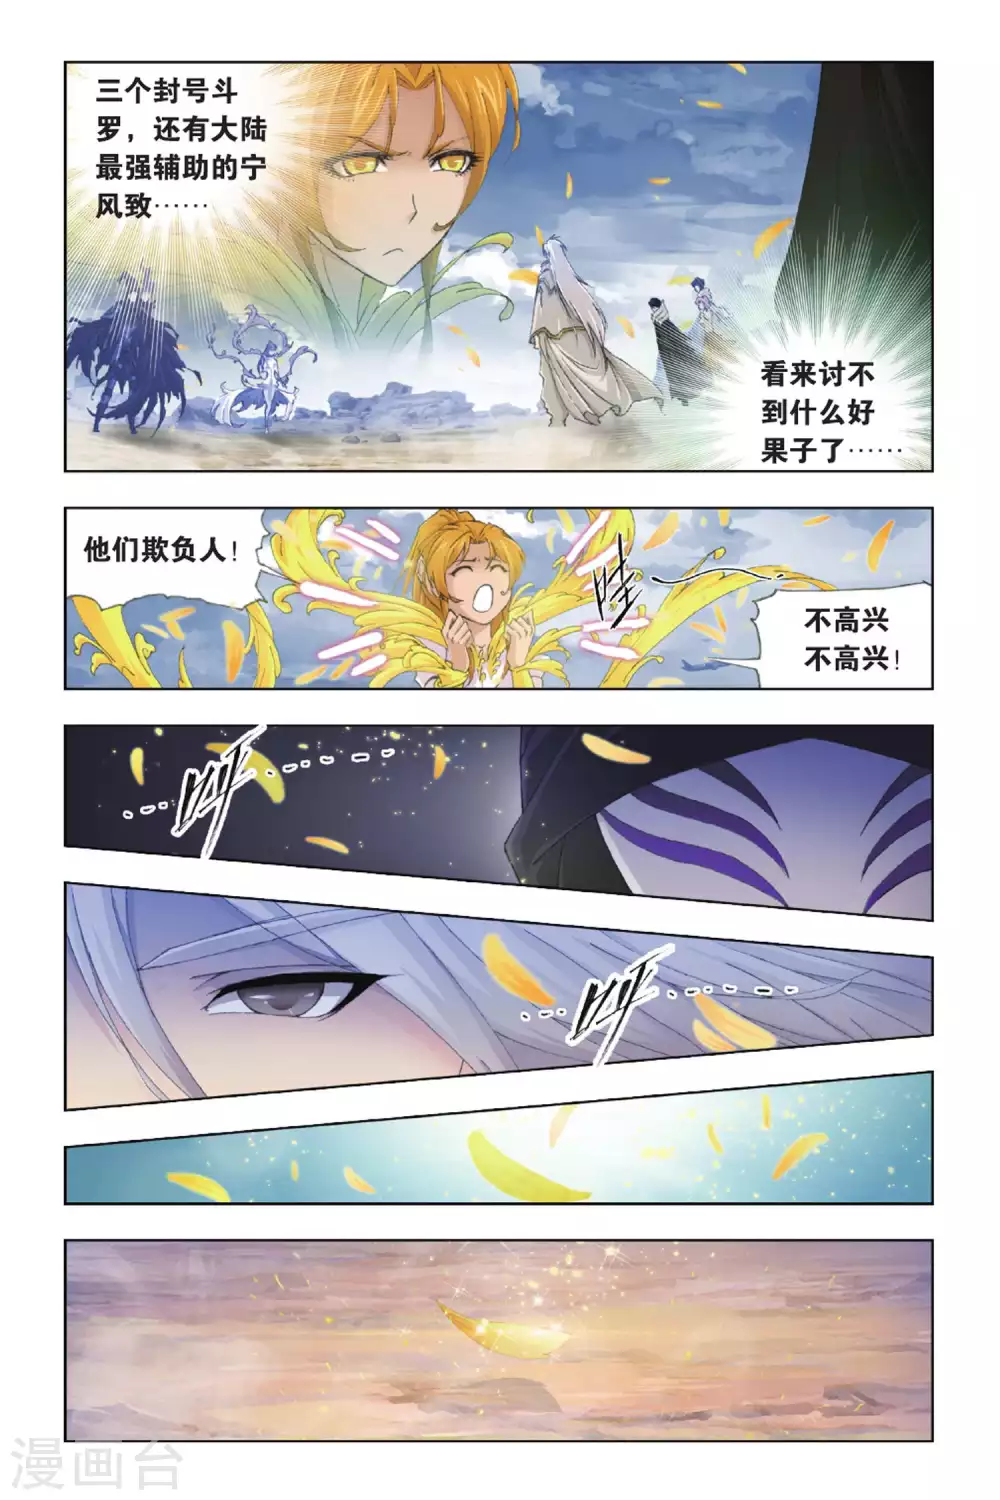 三个封号斗
罗，还有大陆
最强辅助的宁
风致……
看来讨不
到什么好
果子了……
他们欺负人！
哇
不高兴
不高兴！
呼
呼
漫画台